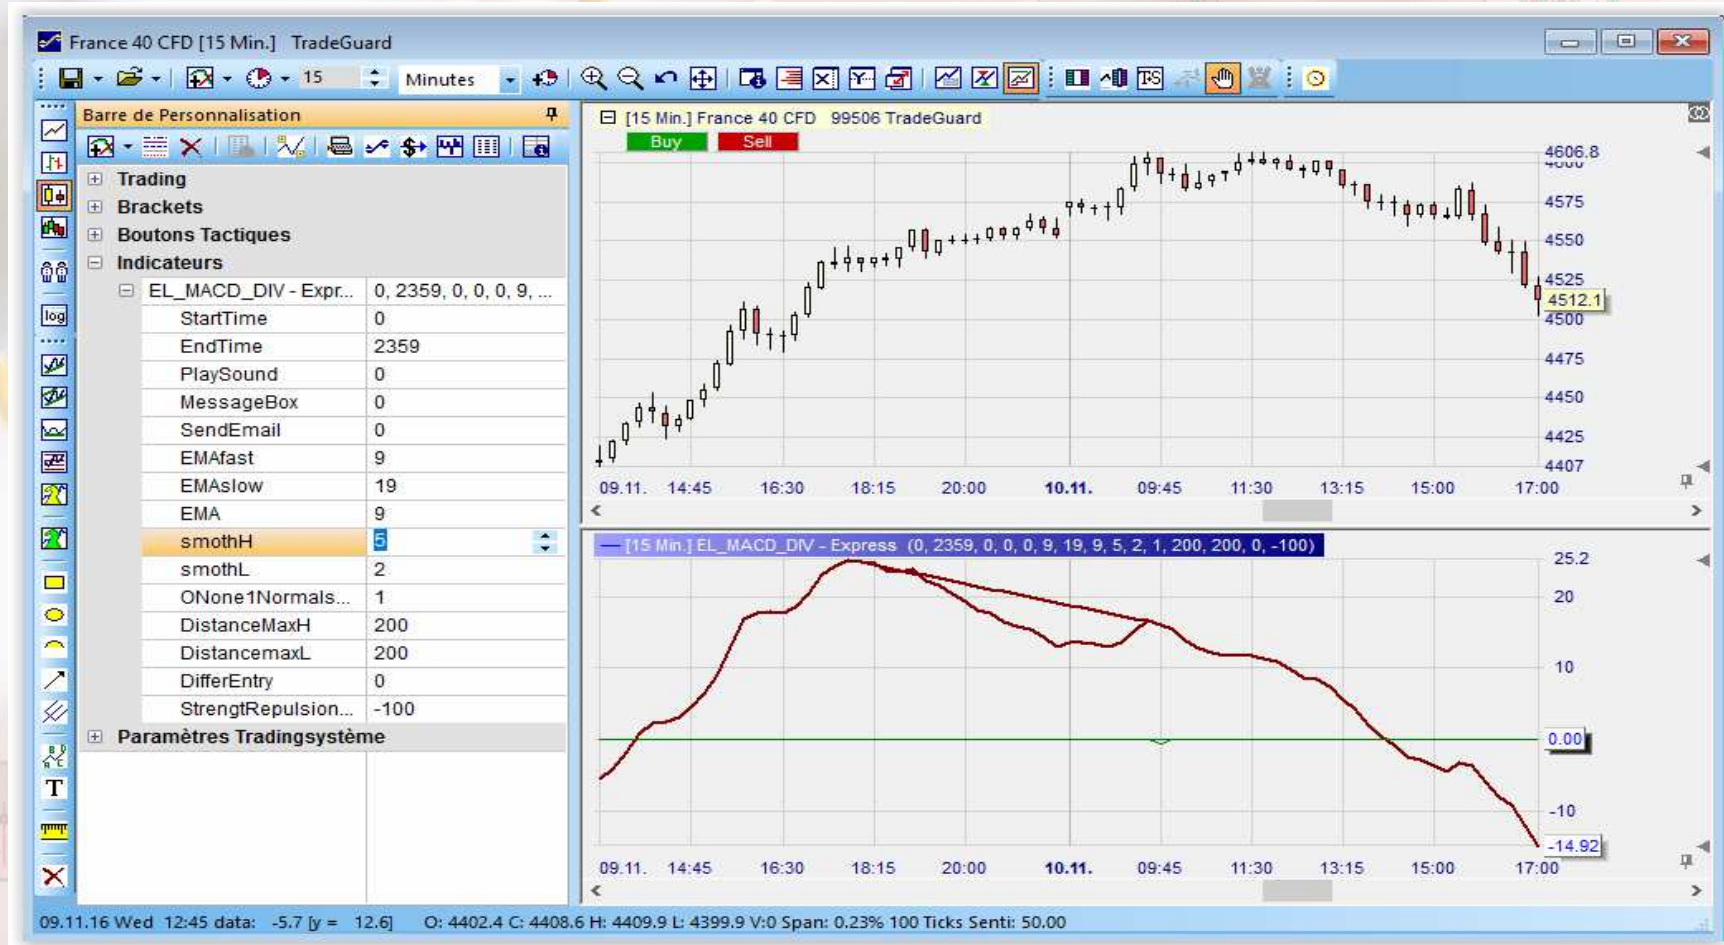 France 40 CFD [15 Min.] TradeGuard
15 Minutes
T•S
Barre de Personnalisation
[15 Min.] France 40 CFD 99506 TradeGuard
Buy Sell
Trading
Brackets
Boutons Tactiques
Indicateurs
EL_MACD_DIV - Expr... 0, 2359, 0, 0, 0, 9, ...
StartTime 0
EndTime 2359
PlaySound 0
MessageBox 0
SendEmail 0
EMAfast 9
EMAslow 19
EMA 9
smothH 5
smothL 2
ONone1Normals... 1
DistanceMaxH 200
DistancemaxL 200
DifferEntry 0
StrengtRepulsion... -100
Paramètres Tradingsystème
log
T
4606.8
4600
4575
4550
4525
4512.1
4500
4475
4450
4425
4407
09.11. 14:45 16:30 18:15 20:00 10.11. 09:45 11:30 13:15 15:00 17:00
[15 Min.] EL_MACD_DIV - Express (0, 2359, 0, 0, 0, 9, 19, 9, 5, 2, 1, 200, 200, 0, -100)
25.2
20
10
0.00
-10
-14.92
09.11. 14:45 16:30 18:15 20:00 10.11. 09:45 11:30 13:15 15:00 17:00
09.11.16 Wed 12:45 data: -5.7 [y = 12.6] O: 4402.4 C: 4408.6 H: 4409.9 L: 4399.9 V:0 Span: 0.23% 100 Ticks Senti: 50.00